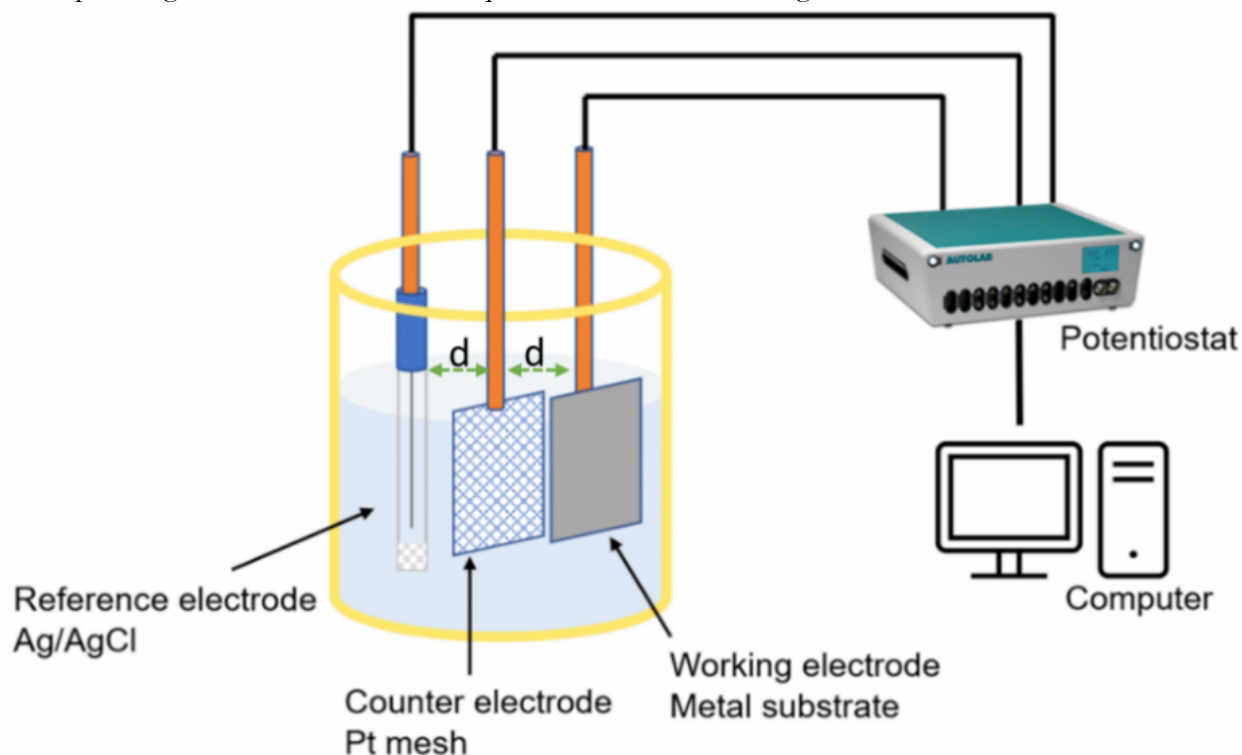 d d
AUTOLAB
Potentiostat
Computer
Reference electrode
Ag/AgCl
Working electrode
Metal substrate
Counter electrode
Pt mesh